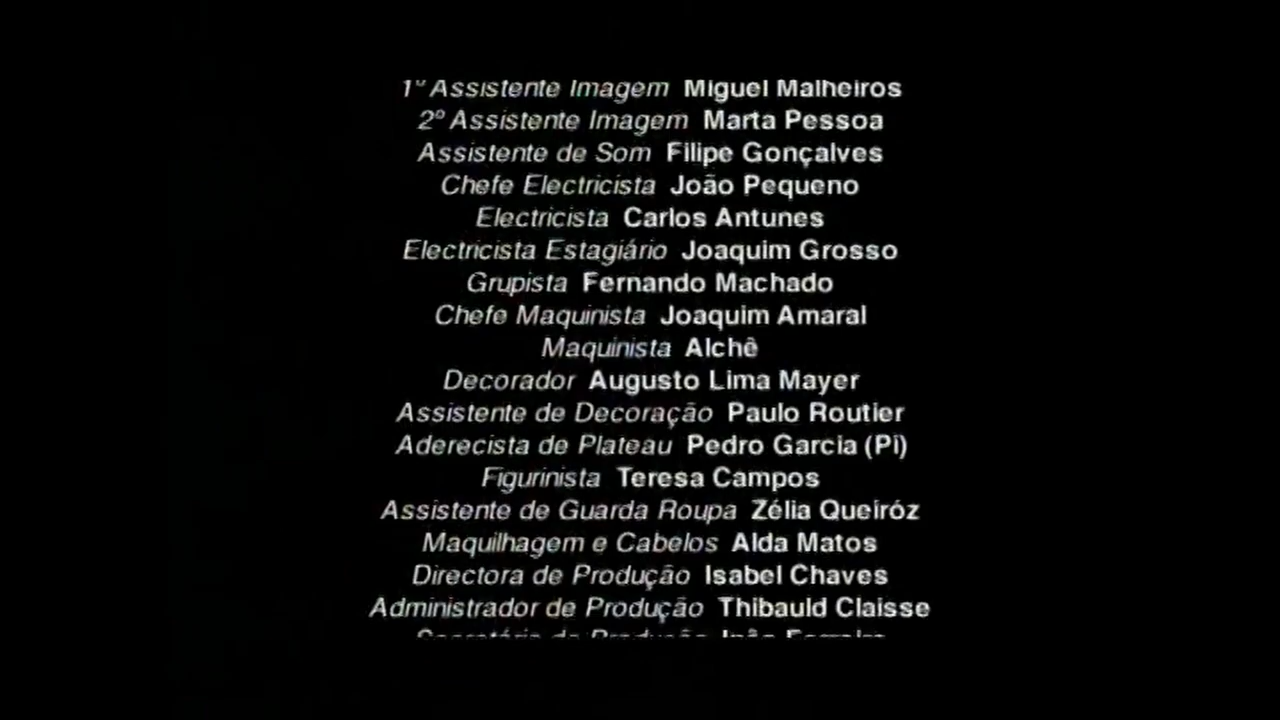 1º Assistente Imagem Miguel Malheiros
2º Assistente Imagem Marta Pessoa
Assistente de Som Filipe Gonçalves
Chefe Electricista João Pequeno
Electricista Carlos Antunes
Electricista Estagiário Joaquim Grosso
Grupista Fernando Machado
Chefe Maquinista Joaquim Amaral
Maquinista Alchê
Decorador Augusto Lima Mayer
Assistente de Decoração Paulo Routier
Aderecista de Plateau Pedro Garcia (Pi)
Figurinista Teresa Campos
Assistente de Guarda Roupa Zélia Queiróz
Maquilhagem e Cabelos Alda Matos
Directora de Produção Isabel Chaves
Administrador de Produção Thibauld Claisse